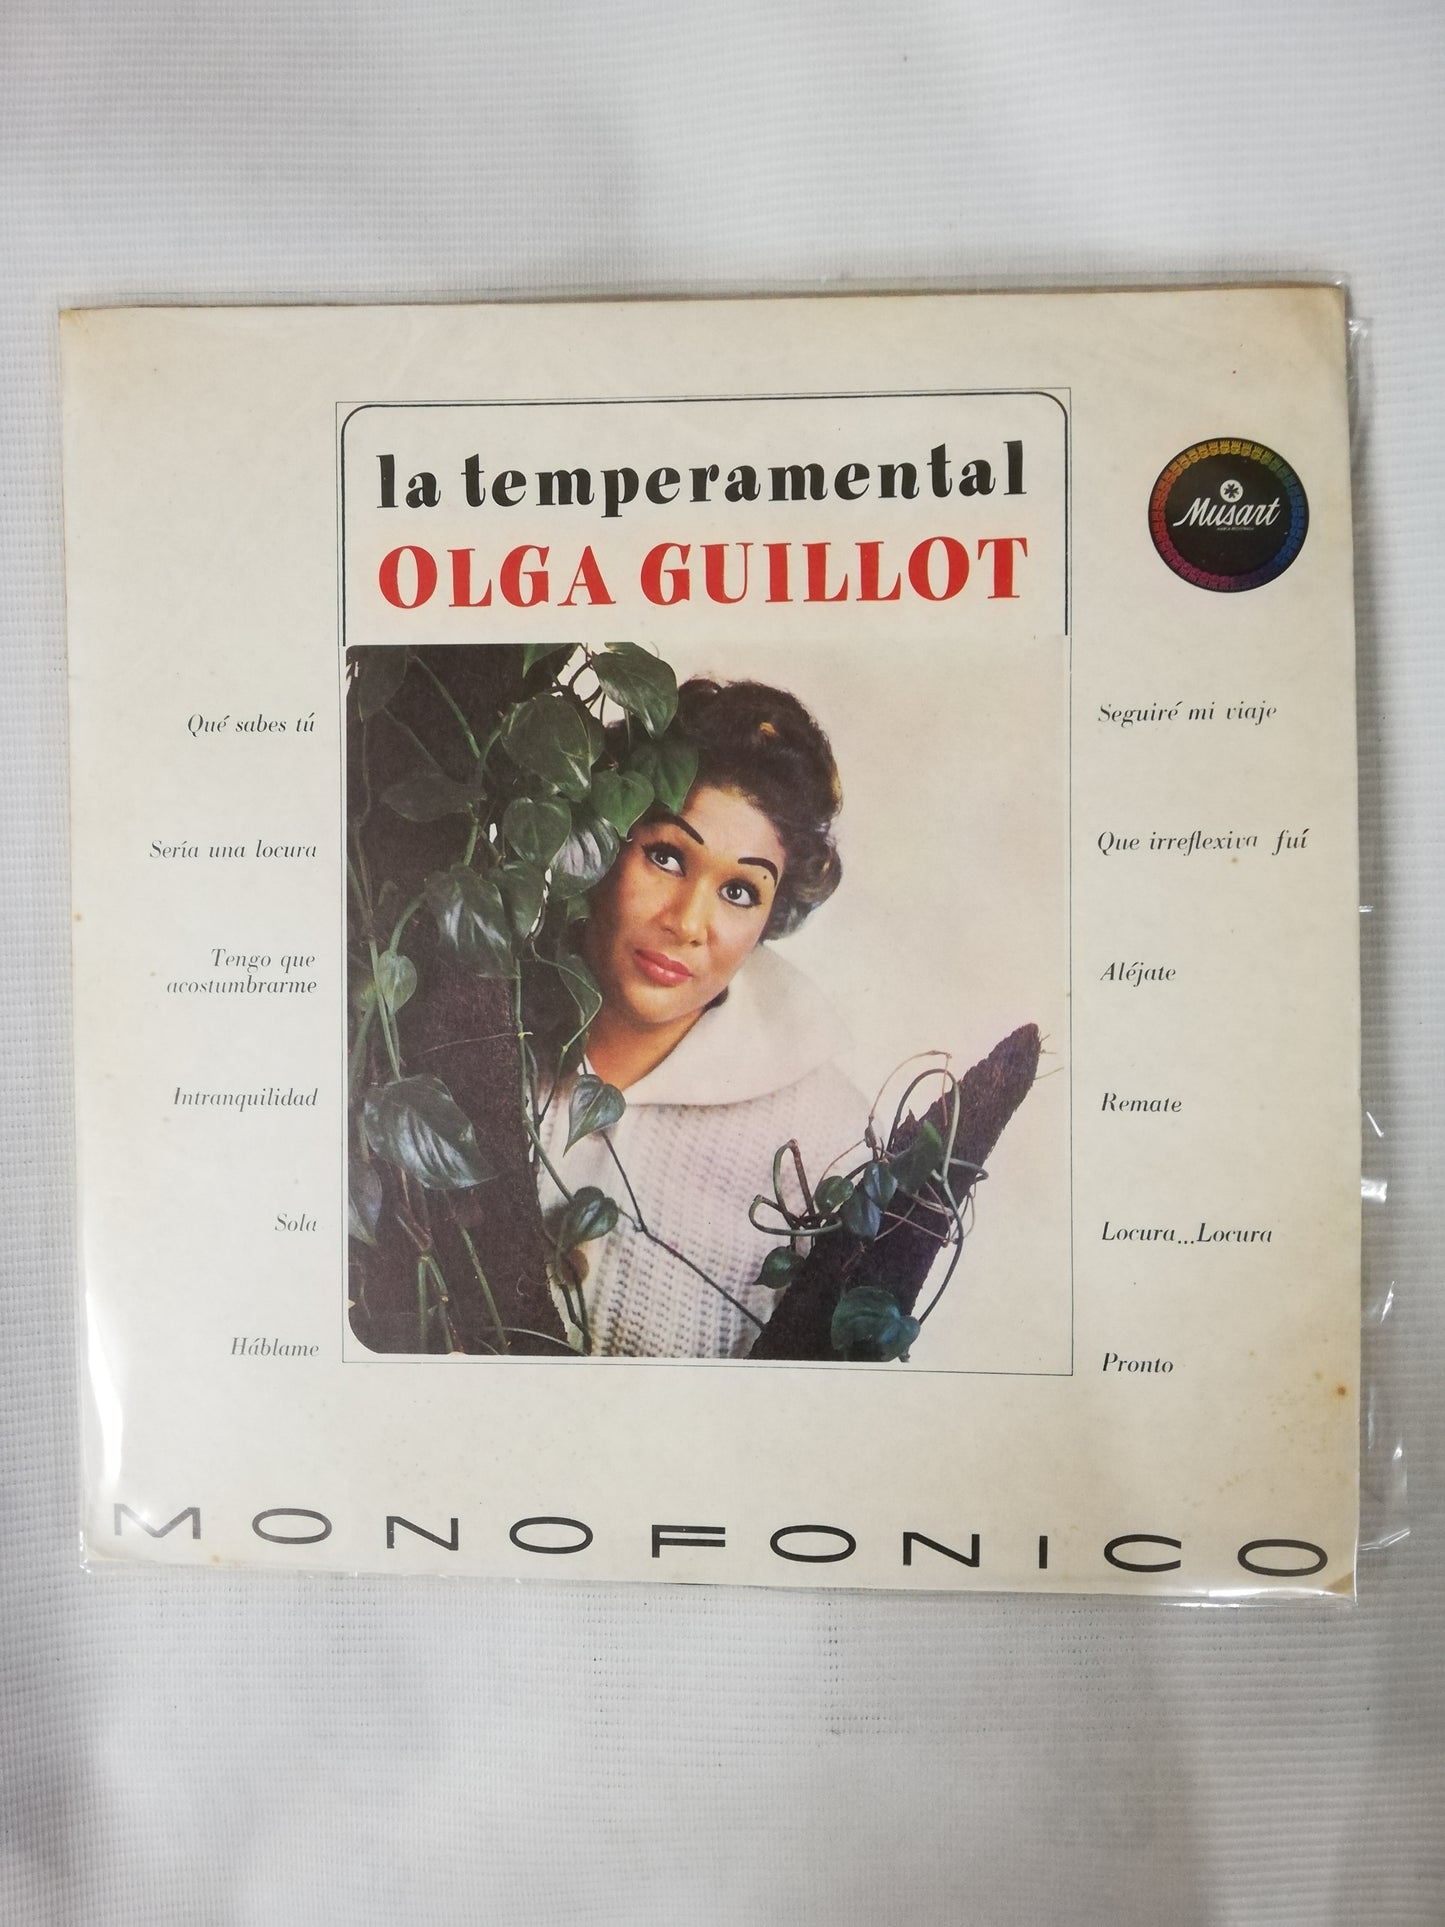 la temperamental
OLGA GUILLOT
Musart
Qué sabes tú
Sería una locura
Tengo que
acostumbrarme
Intranquilidad
Sola
Háblame
Seguiré mi viaje
Que irreflexiva fuí
Aléjate
Remate
Locura...Locura
Pronto
MONOFONICO